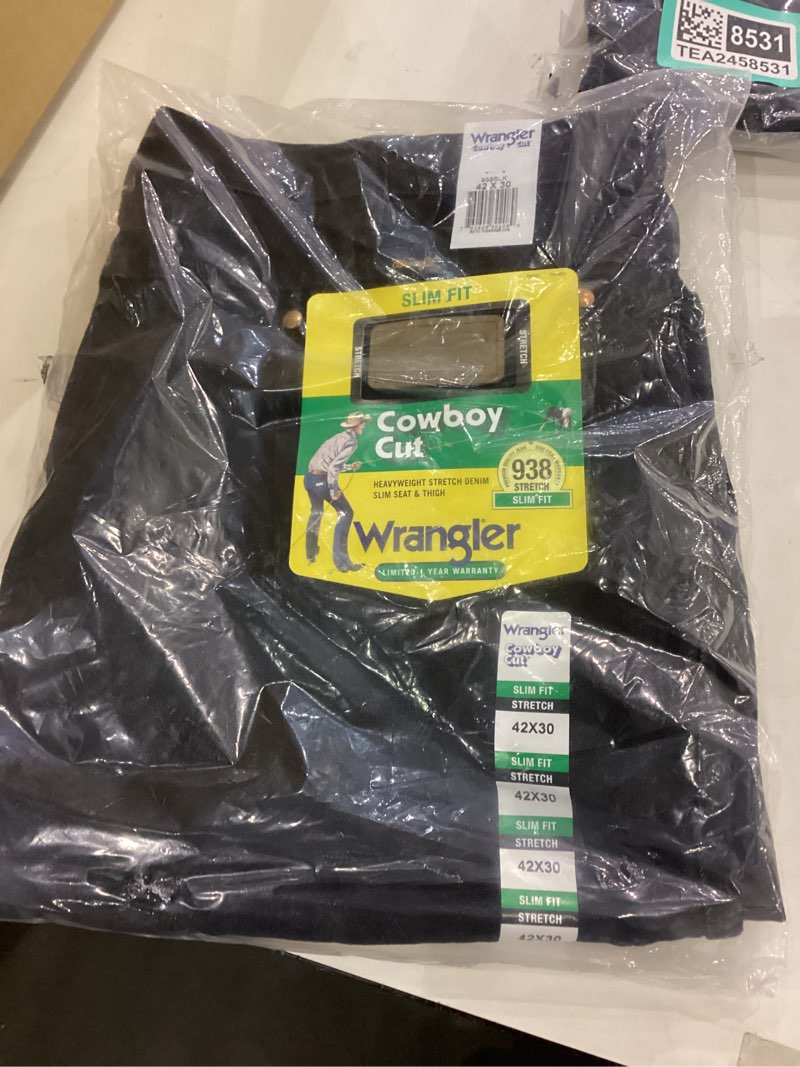 8531
TEA2458531
Wrangler
Cowboy Cut
42 X 30
SLIM FIT
STRETCH
STRETCH
Cowboy
Cut
HEAVYWEIGHT STRETCH DENIM
SLIM SEAT & THIGH
938
STRETCH
SLIM FIT
Wrangler
LIMITED 1 YEAR WARRANTY
Wrangler
Cowboy
Cut
SLIM FIT
STRETCH
42X30
SLIM FIT
STRETCH
42X30
SLIM FIT
STRETCH
42X30
SLIM FIT
STRETCH
42X30